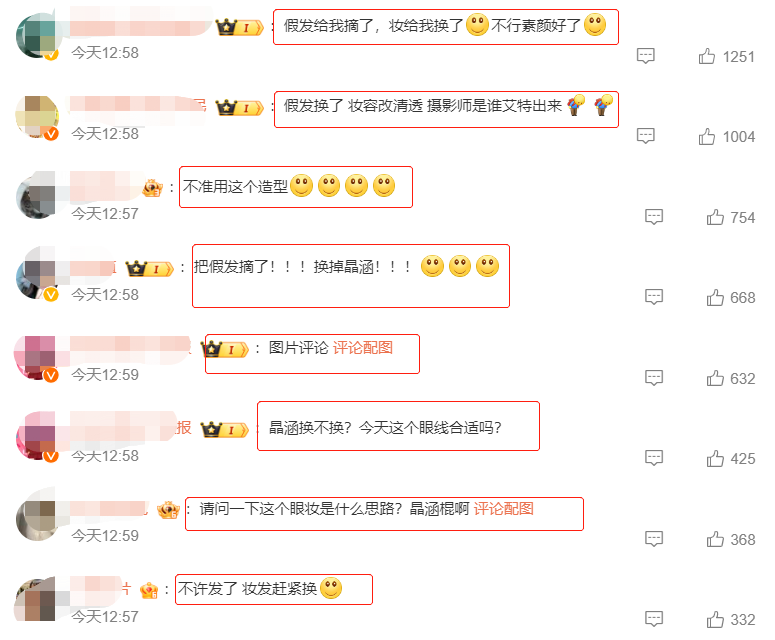 : 假发给我摘了，妆给我换了 不行素颜好了
今天12:58
1251
: 假发换了 妆容改清透 摄影师是谁艾特出来
今天12:58
1004
: 不准用这个造型
今天12:57
754
: 把假发摘了！！！换掉晶涵！！！
今天12:58
668
: 图片评论 评论配图
今天12:59
632
报 : 晶涵换不换？今天这个眼线合适吗？
今天12:58
425
: 请问一下这个眼妆是什么思路？晶涵棍啊 评论配图
今天12:59
368
片 : 不许发了 妆发赶紧换
今天12:57
332